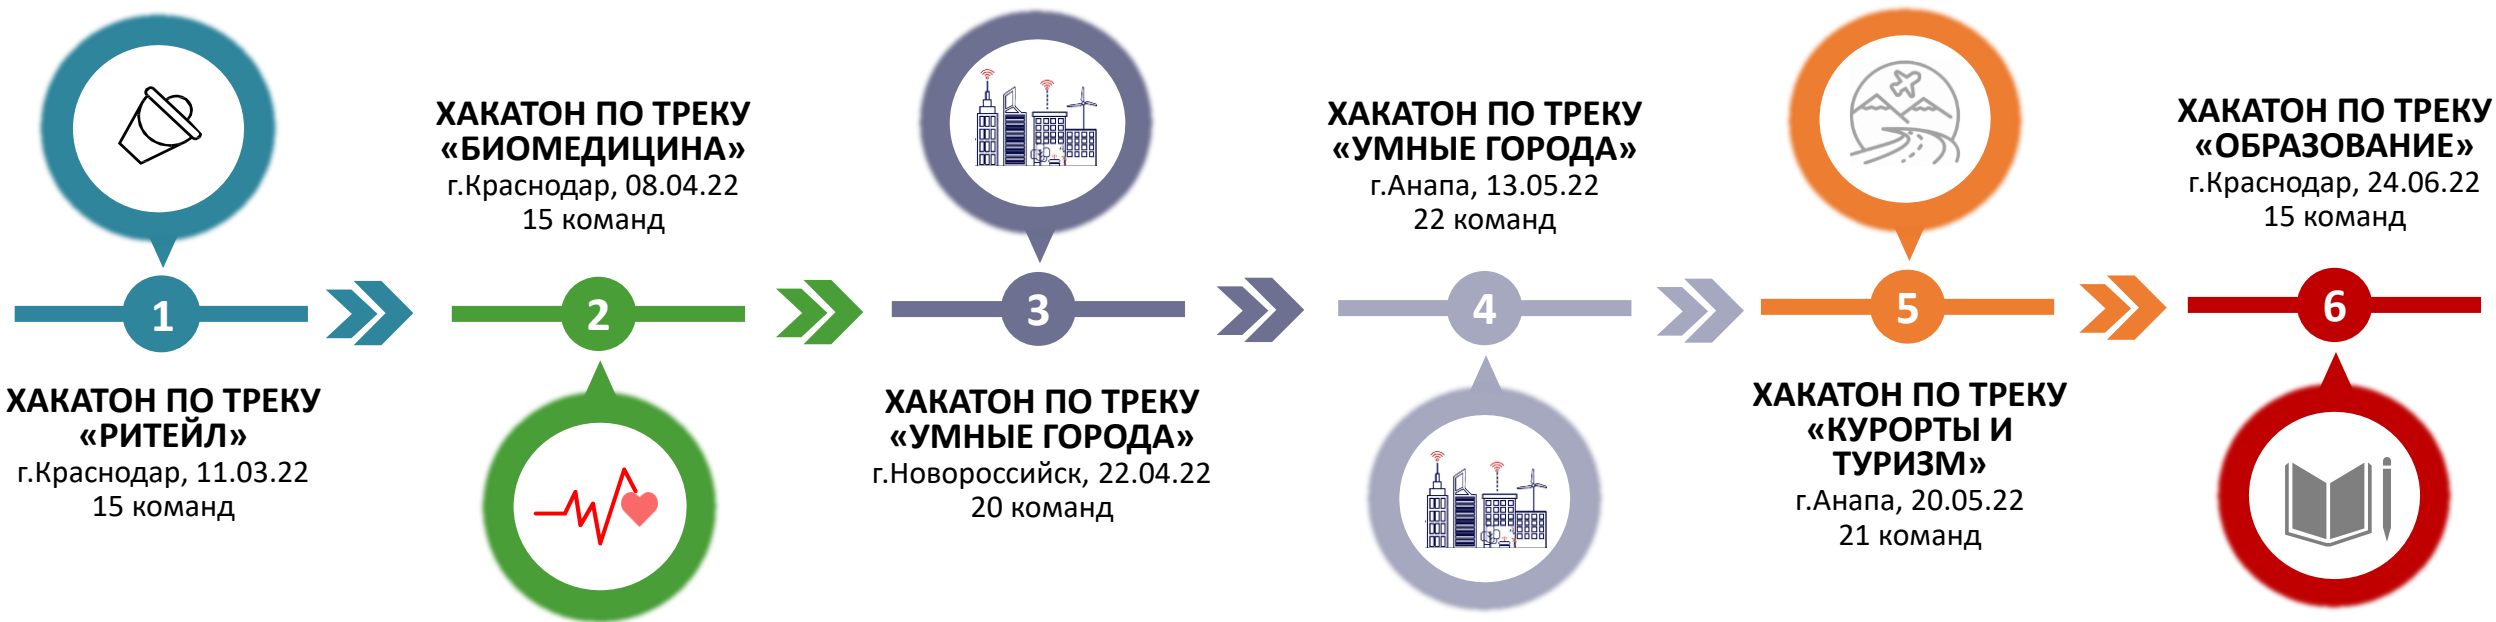 1
ХАКАТОН ПО ТРЕКУ
«РИТЕЙЛ»
г.Краснодар, 11.03.22
15 команд
ХАКАТОН ПО ТРЕКУ
«БИОМЕДИЦИНА»
г.Краснодар, 08.04.22
15 команд
2
3
ХАКАТОН ПО ТРЕКУ
«УМНЫЕ ГОРОДА»
г.Новороссийск, 22.04.22
20 команд
ХАКАТОН ПО ТРЕКУ
«УМНЫЕ ГОРОДА»
г.Анапа, 13.05.22
22 команд
4
5
ХАКАТОН ПО ТРЕКУ
«КУРОРТЫ И
ТУРИЗМ»
г.Анапа, 20.05.22
21 команд
ХАКАТОН ПО ТРЕКУ
«ОБРАЗОВАНИЕ»
г.Краснодар, 24.06.22
15 команд
6